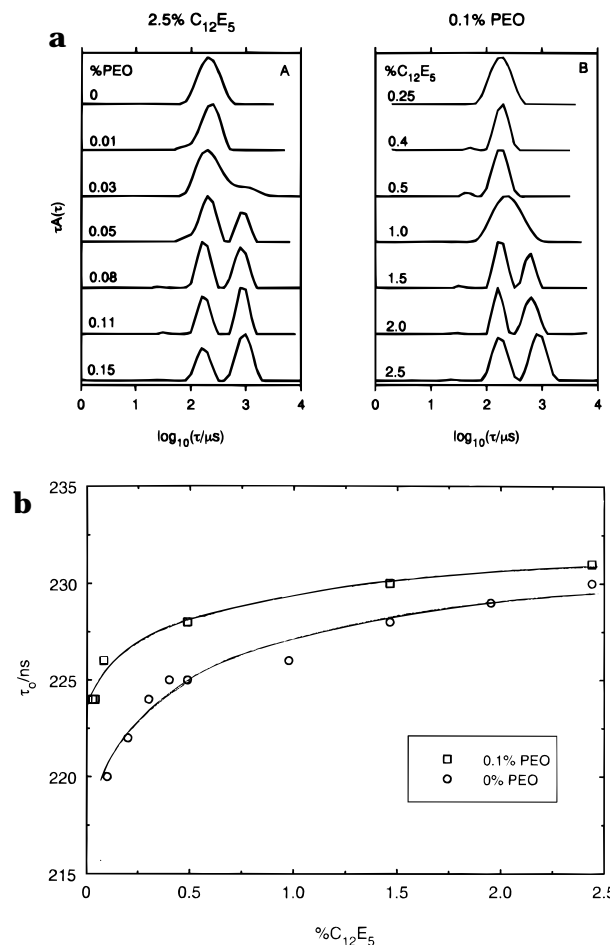 2.5% C12E5
0.1% PEO
a
%PEO
A
0
0.01
0.03
0.05
0.08
0.11
0.15
τA(τ)
0 1 2 3 4
log10(τ/μs)
%C12E5
B
0.25
0.4
0.5
1.0
1.5
2.0
2.5
0 1 2 3 4
log10(τ/μs)
b
235
230
225
220
215
τo/ns
0.1% PEO
0% PEO
0 0.5 1.0 1.5 2.0 2.5
%C12E5